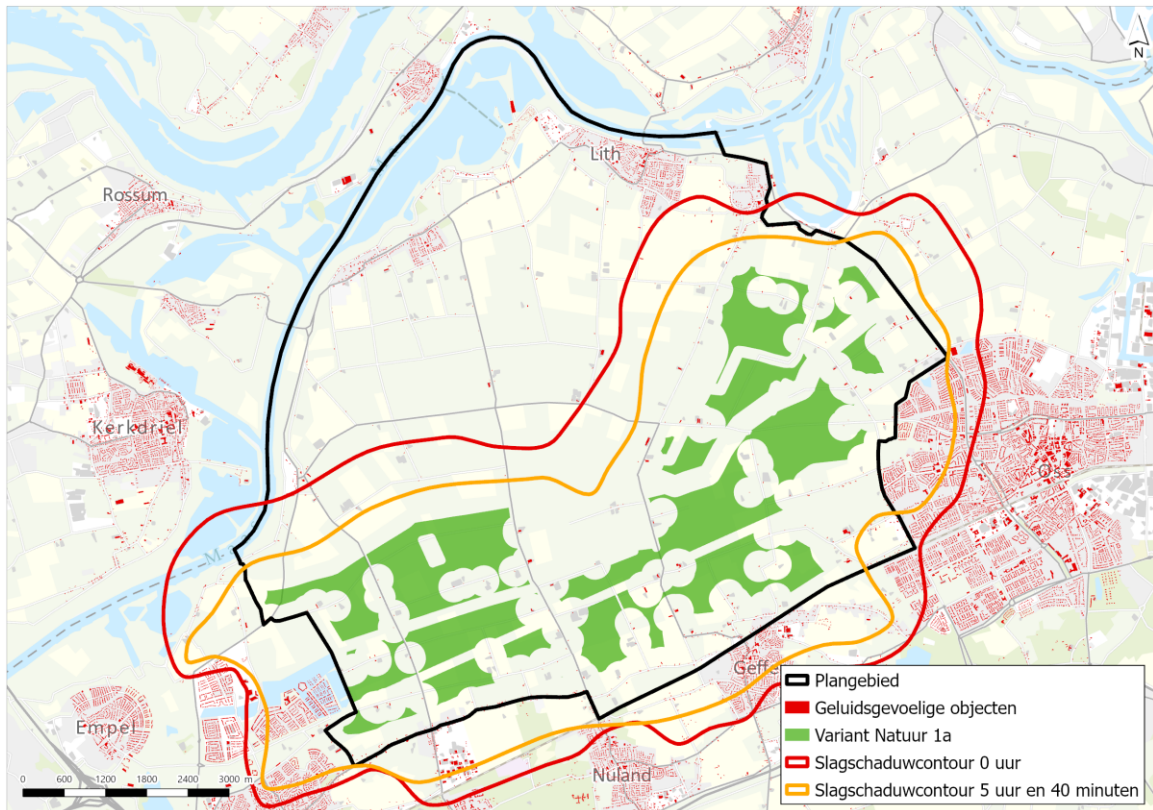 N
Lith
Rossum
Kerkdriel
Oss
M.
Geffe
Empel
Nuland
0 600 1200 1800 2400 3000 m
Plangebied
Geluidsgevoelige objecten
Variant Natuur 1a
Slagschaduwcontour 0 uur
Slagschaduwcontour 5 uur en 40 minuten